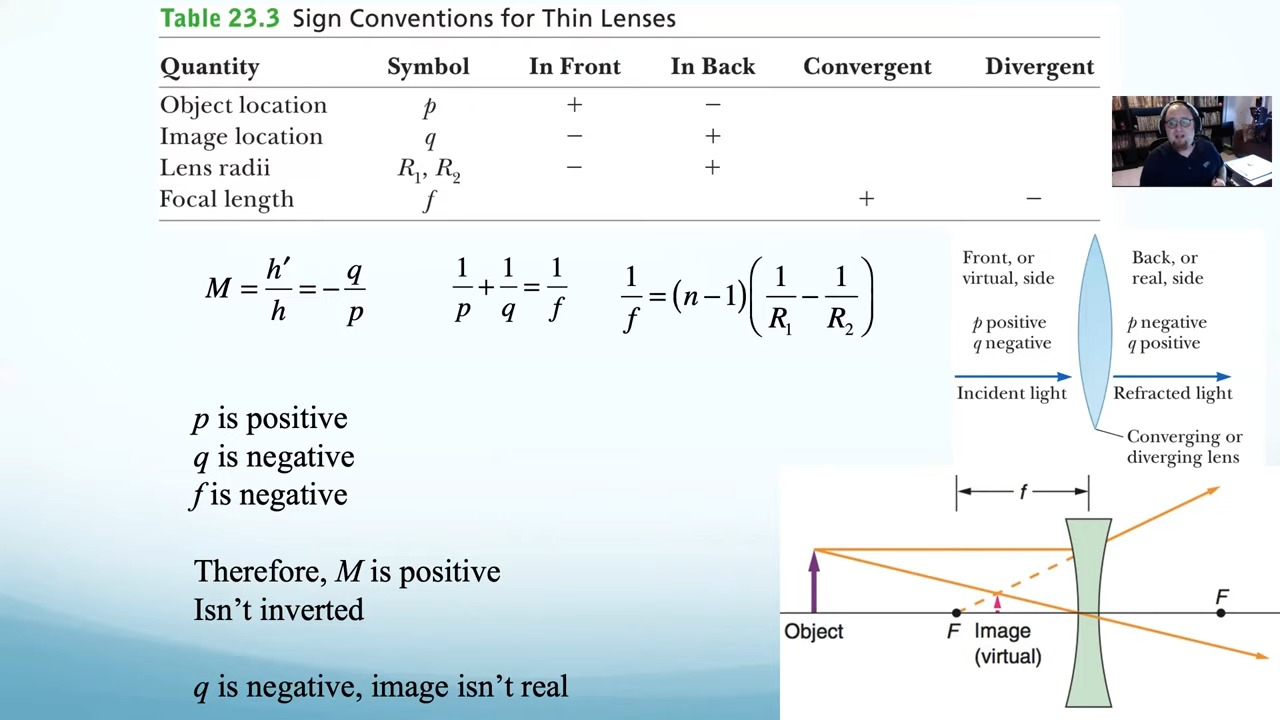 Table 23.3 Sign Conventions for Thin Lenses
Quantity Symbol In Front In Back Convergent Divergent
Object location p + −
Image location q − +
Lens radii R₁, R₂ − +
Focal length f + −
M = h′/h = −q/p
1/p + 1/q = 1/f
1/f = (n − 1)(1/R₁ − 1/R₂)
Front, or
virtual, side
p positive
q negative
Incident light
Back, or
real, side
p negative
q positive
Refracted light
Converging or
diverging lens
p is positive
q is negative
f is negative
Therefore, M is positive
Isn’t inverted
q is negative, image isn’t real
f
Object
F
Image
(virtual)
F